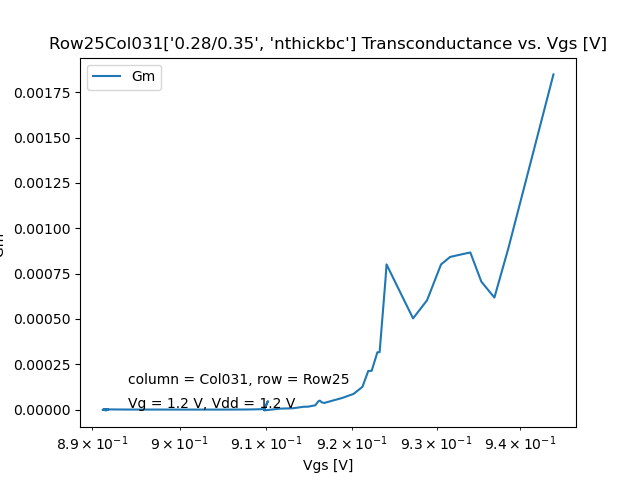 Row25Col031['0.28/0.35', 'nthickbc'] Transconductance vs. Vgs [V]
Gm
0.00175
0.00150
0.00125
0.00100
0.00075
0.00050
0.00025
0.00000
Gm
column = Col031, row = Row25
Vg = 1.2 V, Vdd = 1.2 V
8.9 × 10⁻¹ 9 × 10⁻¹ 9.1 × 10⁻¹ 9.2 × 10⁻¹ 9.3 × 10⁻¹ 9.4 × 10⁻¹
Vgs [V]